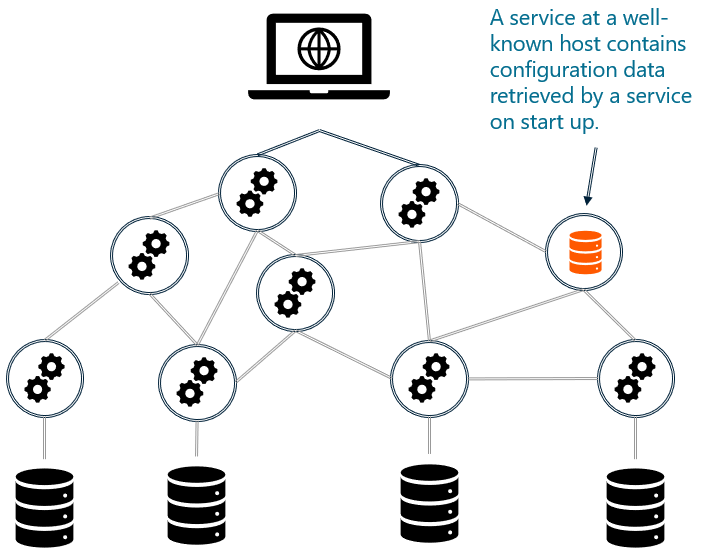 A service at a well-
known host contains
configuration data
retrieved by a service
on start up.